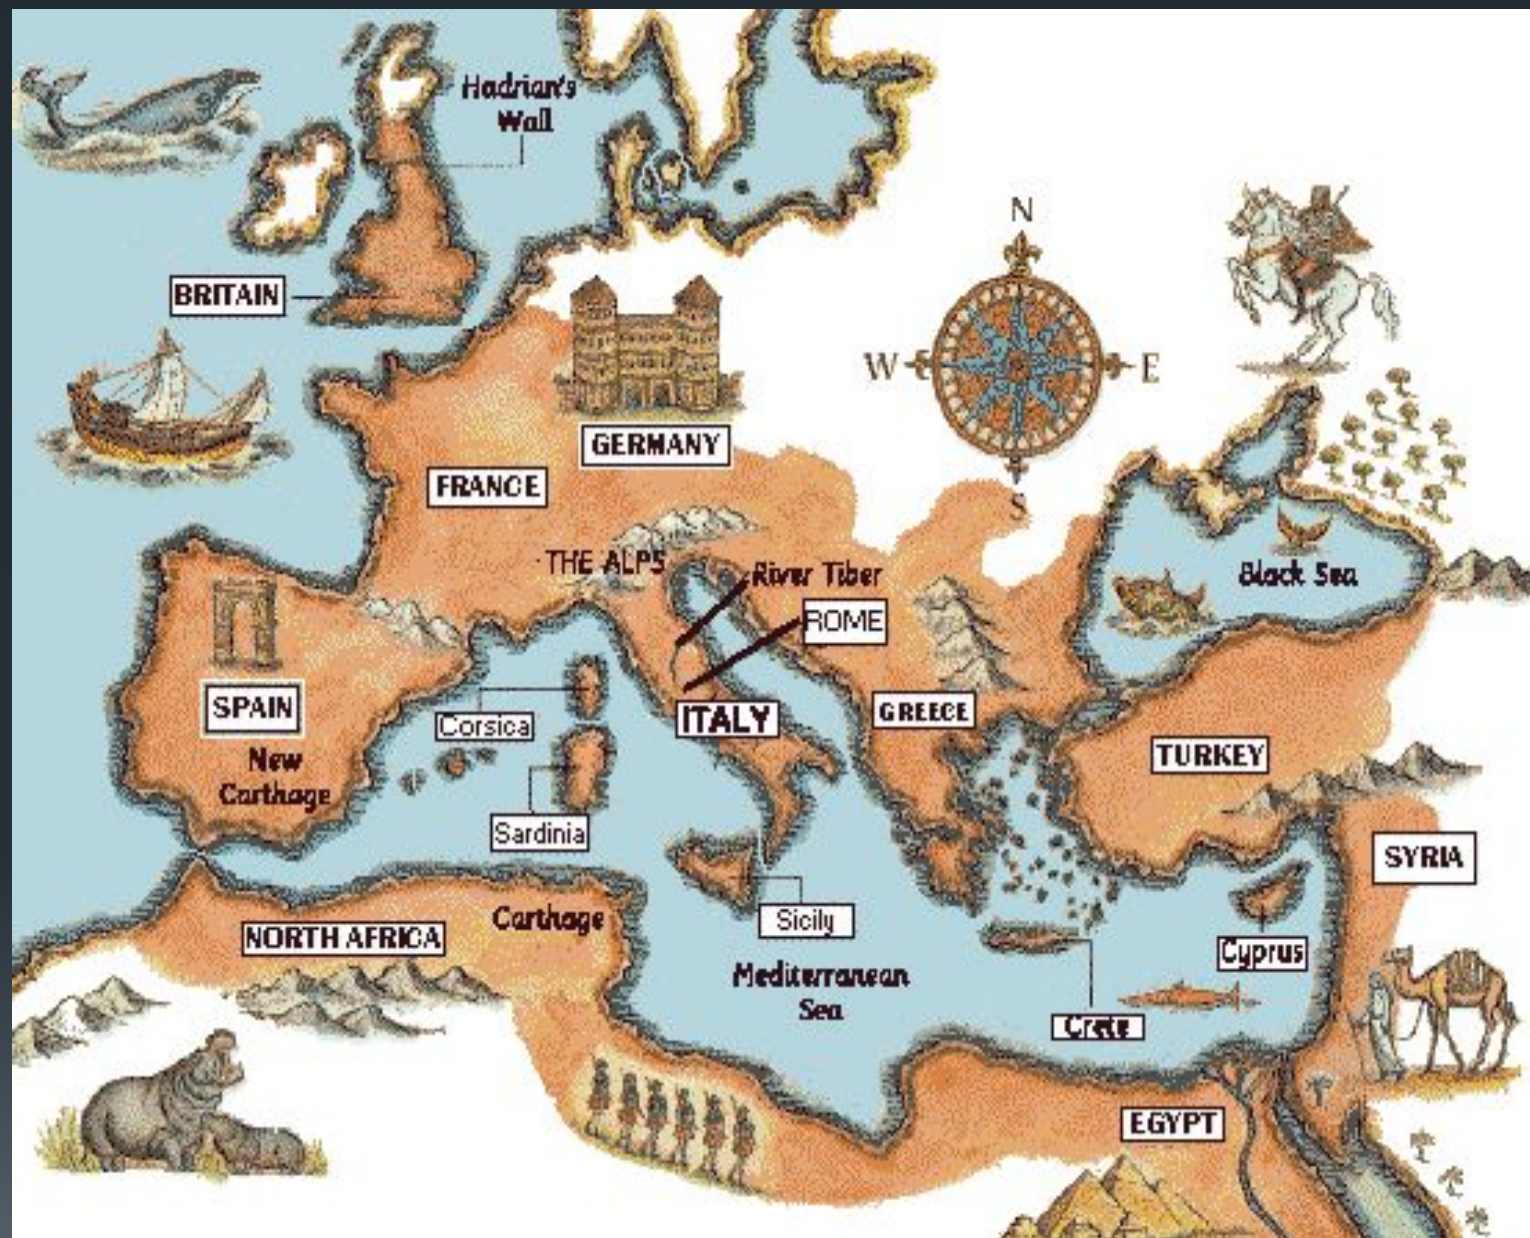 Hadrian's
Wall
N
BRITAIN
W
E
GERMANY
FRANCE
S
THE ALPS
River Tiber
Black Sea
ROME
SPAIN
Corsica
ITALY
GREECE
New
Carthage
TURKEY
Sardinia
SYRIA
Carthage
Sicily
NORTH AFRICA
Cyprus
Mediterranean
Sea
Crete
EGYPT